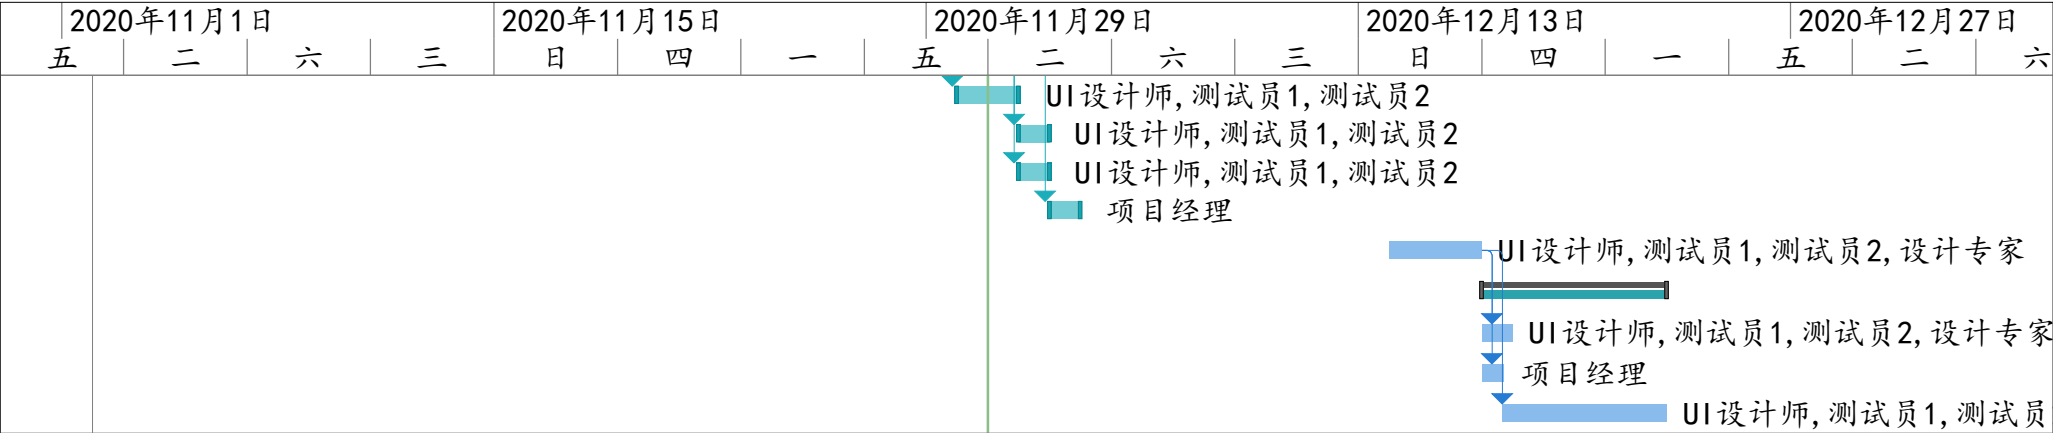 2020年11月1日 2020年11月15日 2020年11月29日 2020年12月13日 2020年12月27日
五 二 六 三 日 四 一 五 二 六 三 日 四 一 五 二 六
UI设计师,测试员1,测试员2
UI设计师,测试员1,测试员2
UI设计师,测试员1,测试员2
项目经理
UI设计师,测试员1,测试员2,设计专家
UI设计师,测试员1,测试员2,设计专家
项目经理
UI设计师,测试员1,测试员